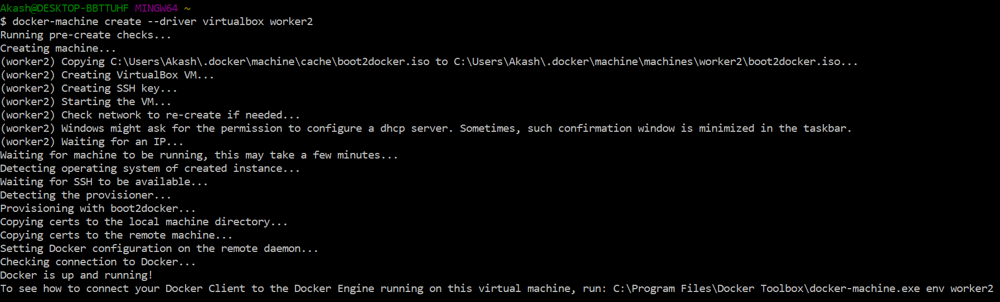 Akash@DESKTOP-BBTTUHF MINGW64 ~
$ docker-machine create --driver virtualbox worker2
Running pre-create checks...
Creating machine...
(worker2) Copying C:\Users\Akash\.docker\machine\cache\boot2docker.iso to C:\Users\Akash\.docker\machine\machines\worker2\boot2docker.iso...
(worker2) Creating VirtualBox VM...
(worker2) Creating SSH key...
(worker2) Starting the VM...
(worker2) Check network to re-create if needed...
(worker2) Windows might ask for the permission to configure a dhcp server. Sometimes, such confirmation window is minimized in the taskbar.
(worker2) Waiting for an IP...
Waiting for machine to be running, this may take a few minutes...
Detecting operating system of created instance...
Waiting for SSH to be available...
Detecting the provisioner...
Provisioning with boot2docker...
Copying certs to the local machine directory...
Copying certs to the remote machine...
Setting Docker configuration on the remote daemon...
Checking connection to Docker...
Docker is up and running!
To see how to connect your Docker Client to the Docker Engine running on this virtual machine, run: C:\Program Files\Docker Toolbox\docker-machine.exe env worker2